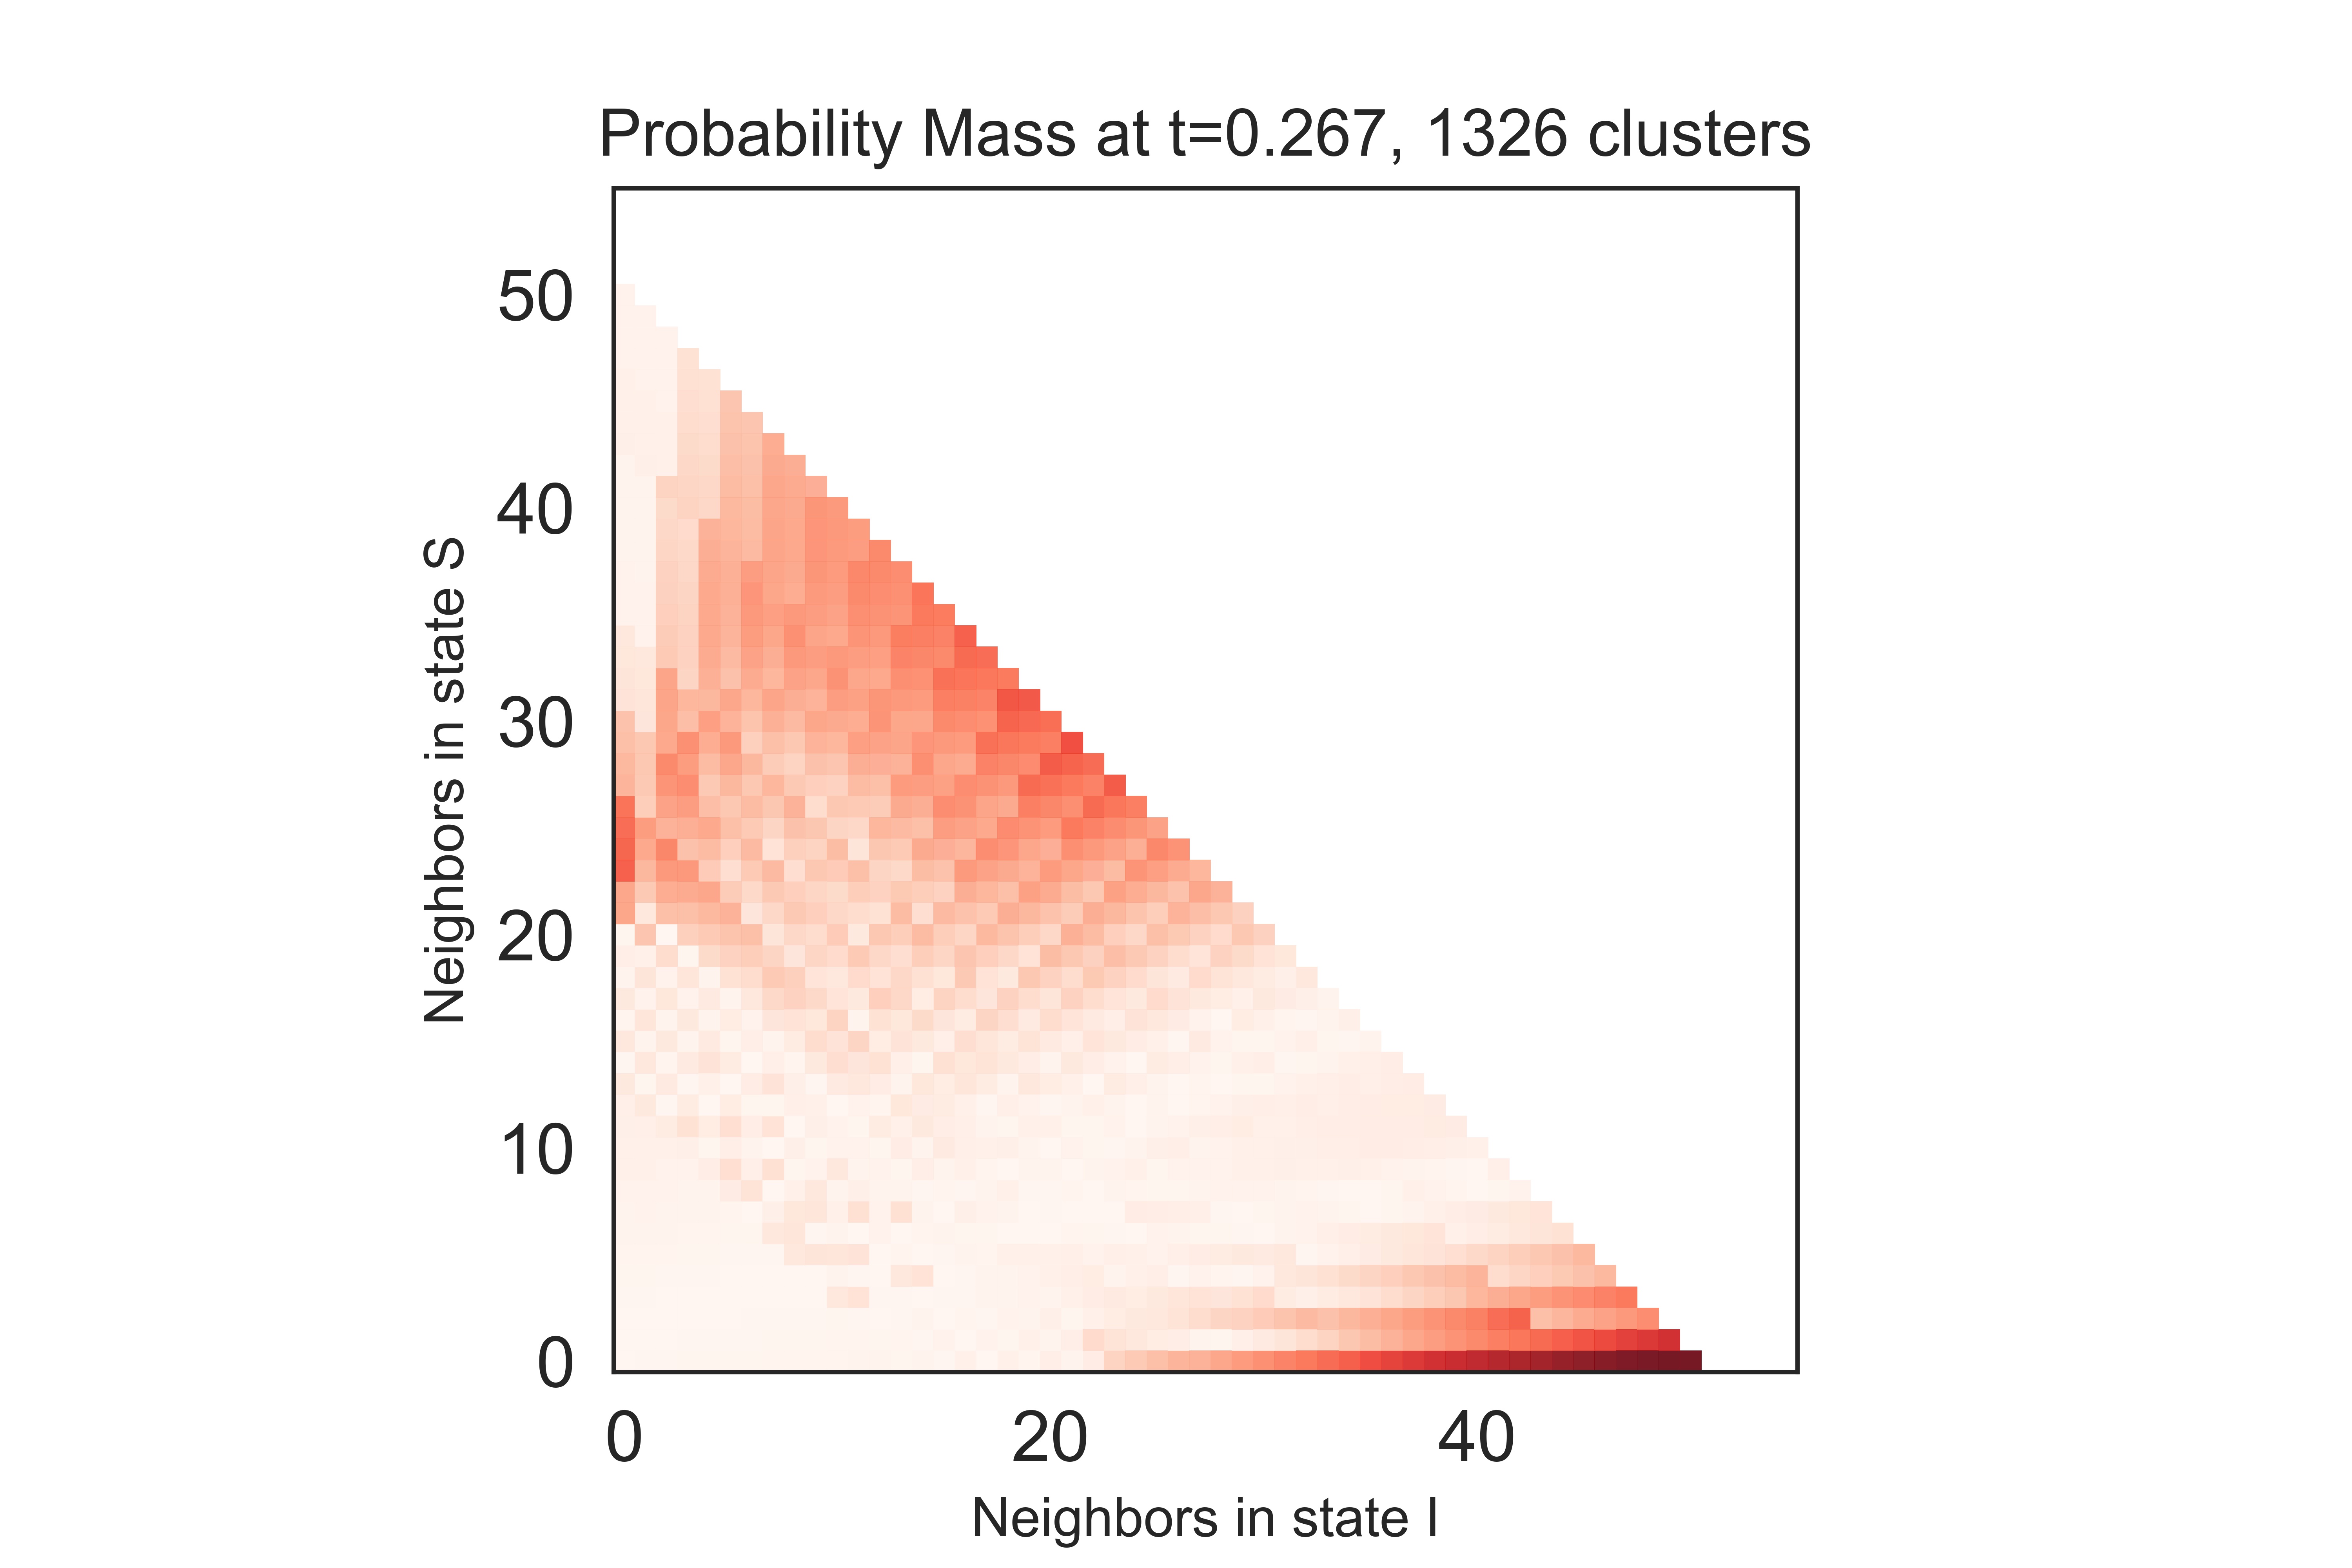 Probability Mass at t=0.267, 1326 clusters
50
40
30
20
10
0
Neighbors in state S
0 20 40
Neighbors in state I